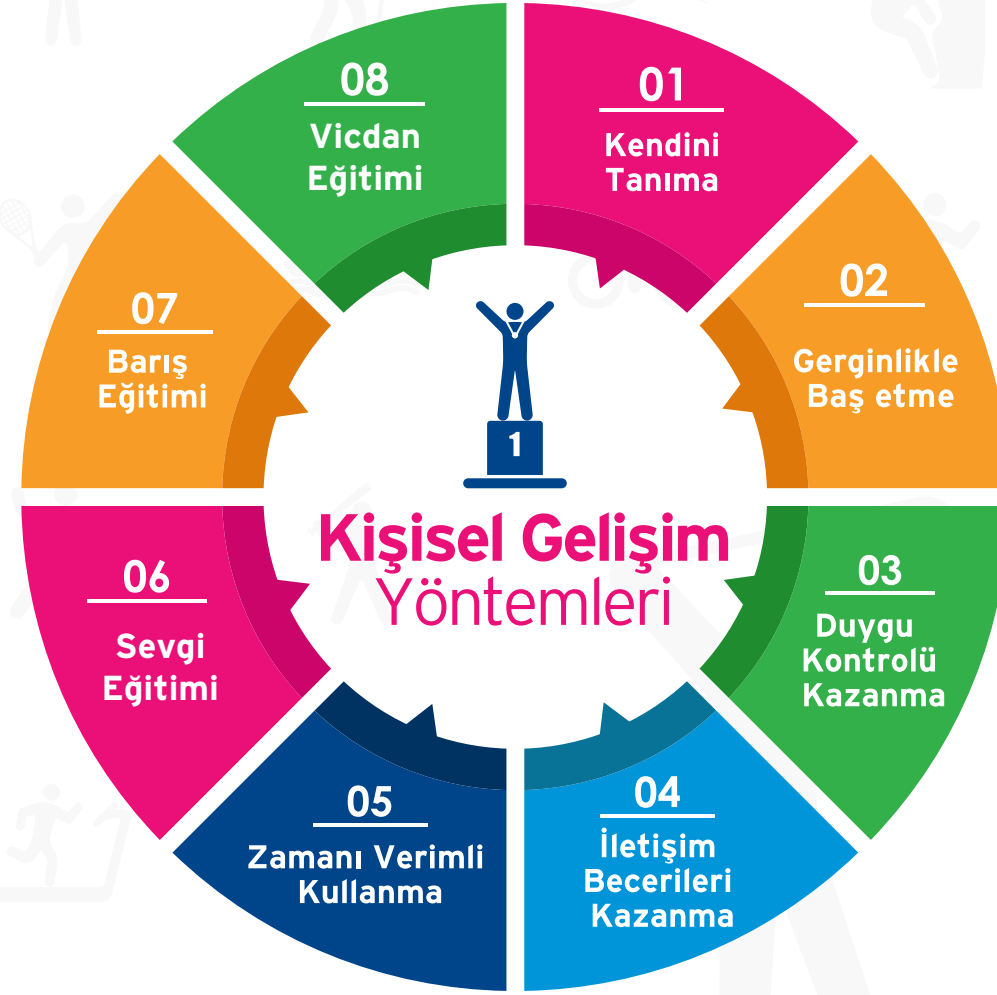 1
Kişisel Gelişim
Yöntemleri
01
Kendini
Tanıma
02
Gerginlikle
Baş etme
03
Duygu
Kontrolü
Kazanma
04
İletişim
Becerileri
Kazanma
05
Zamanı Verimli
Kullanma
06
Sevgi
Eğitimi
07
Barış
Eğitimi
08
Vicdan
Eğitimi